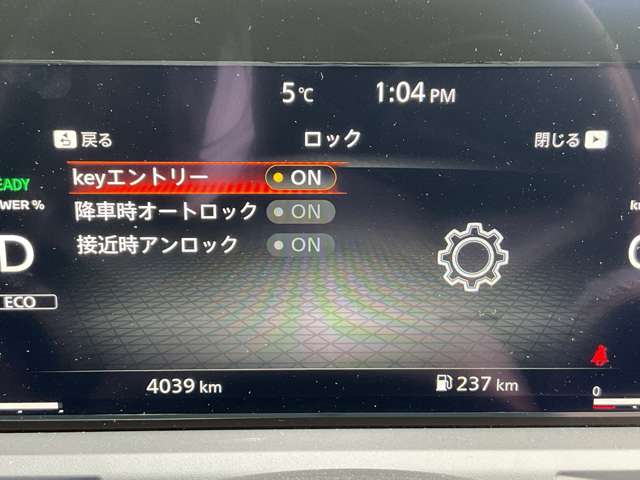 5℃ 1:04 PM
戻る ロック 閉じる
keyエントリー ON
降車時オートロック ON
接近時アンロック ON
EADY
WER %
D
ECO
4039 km 237 km
0